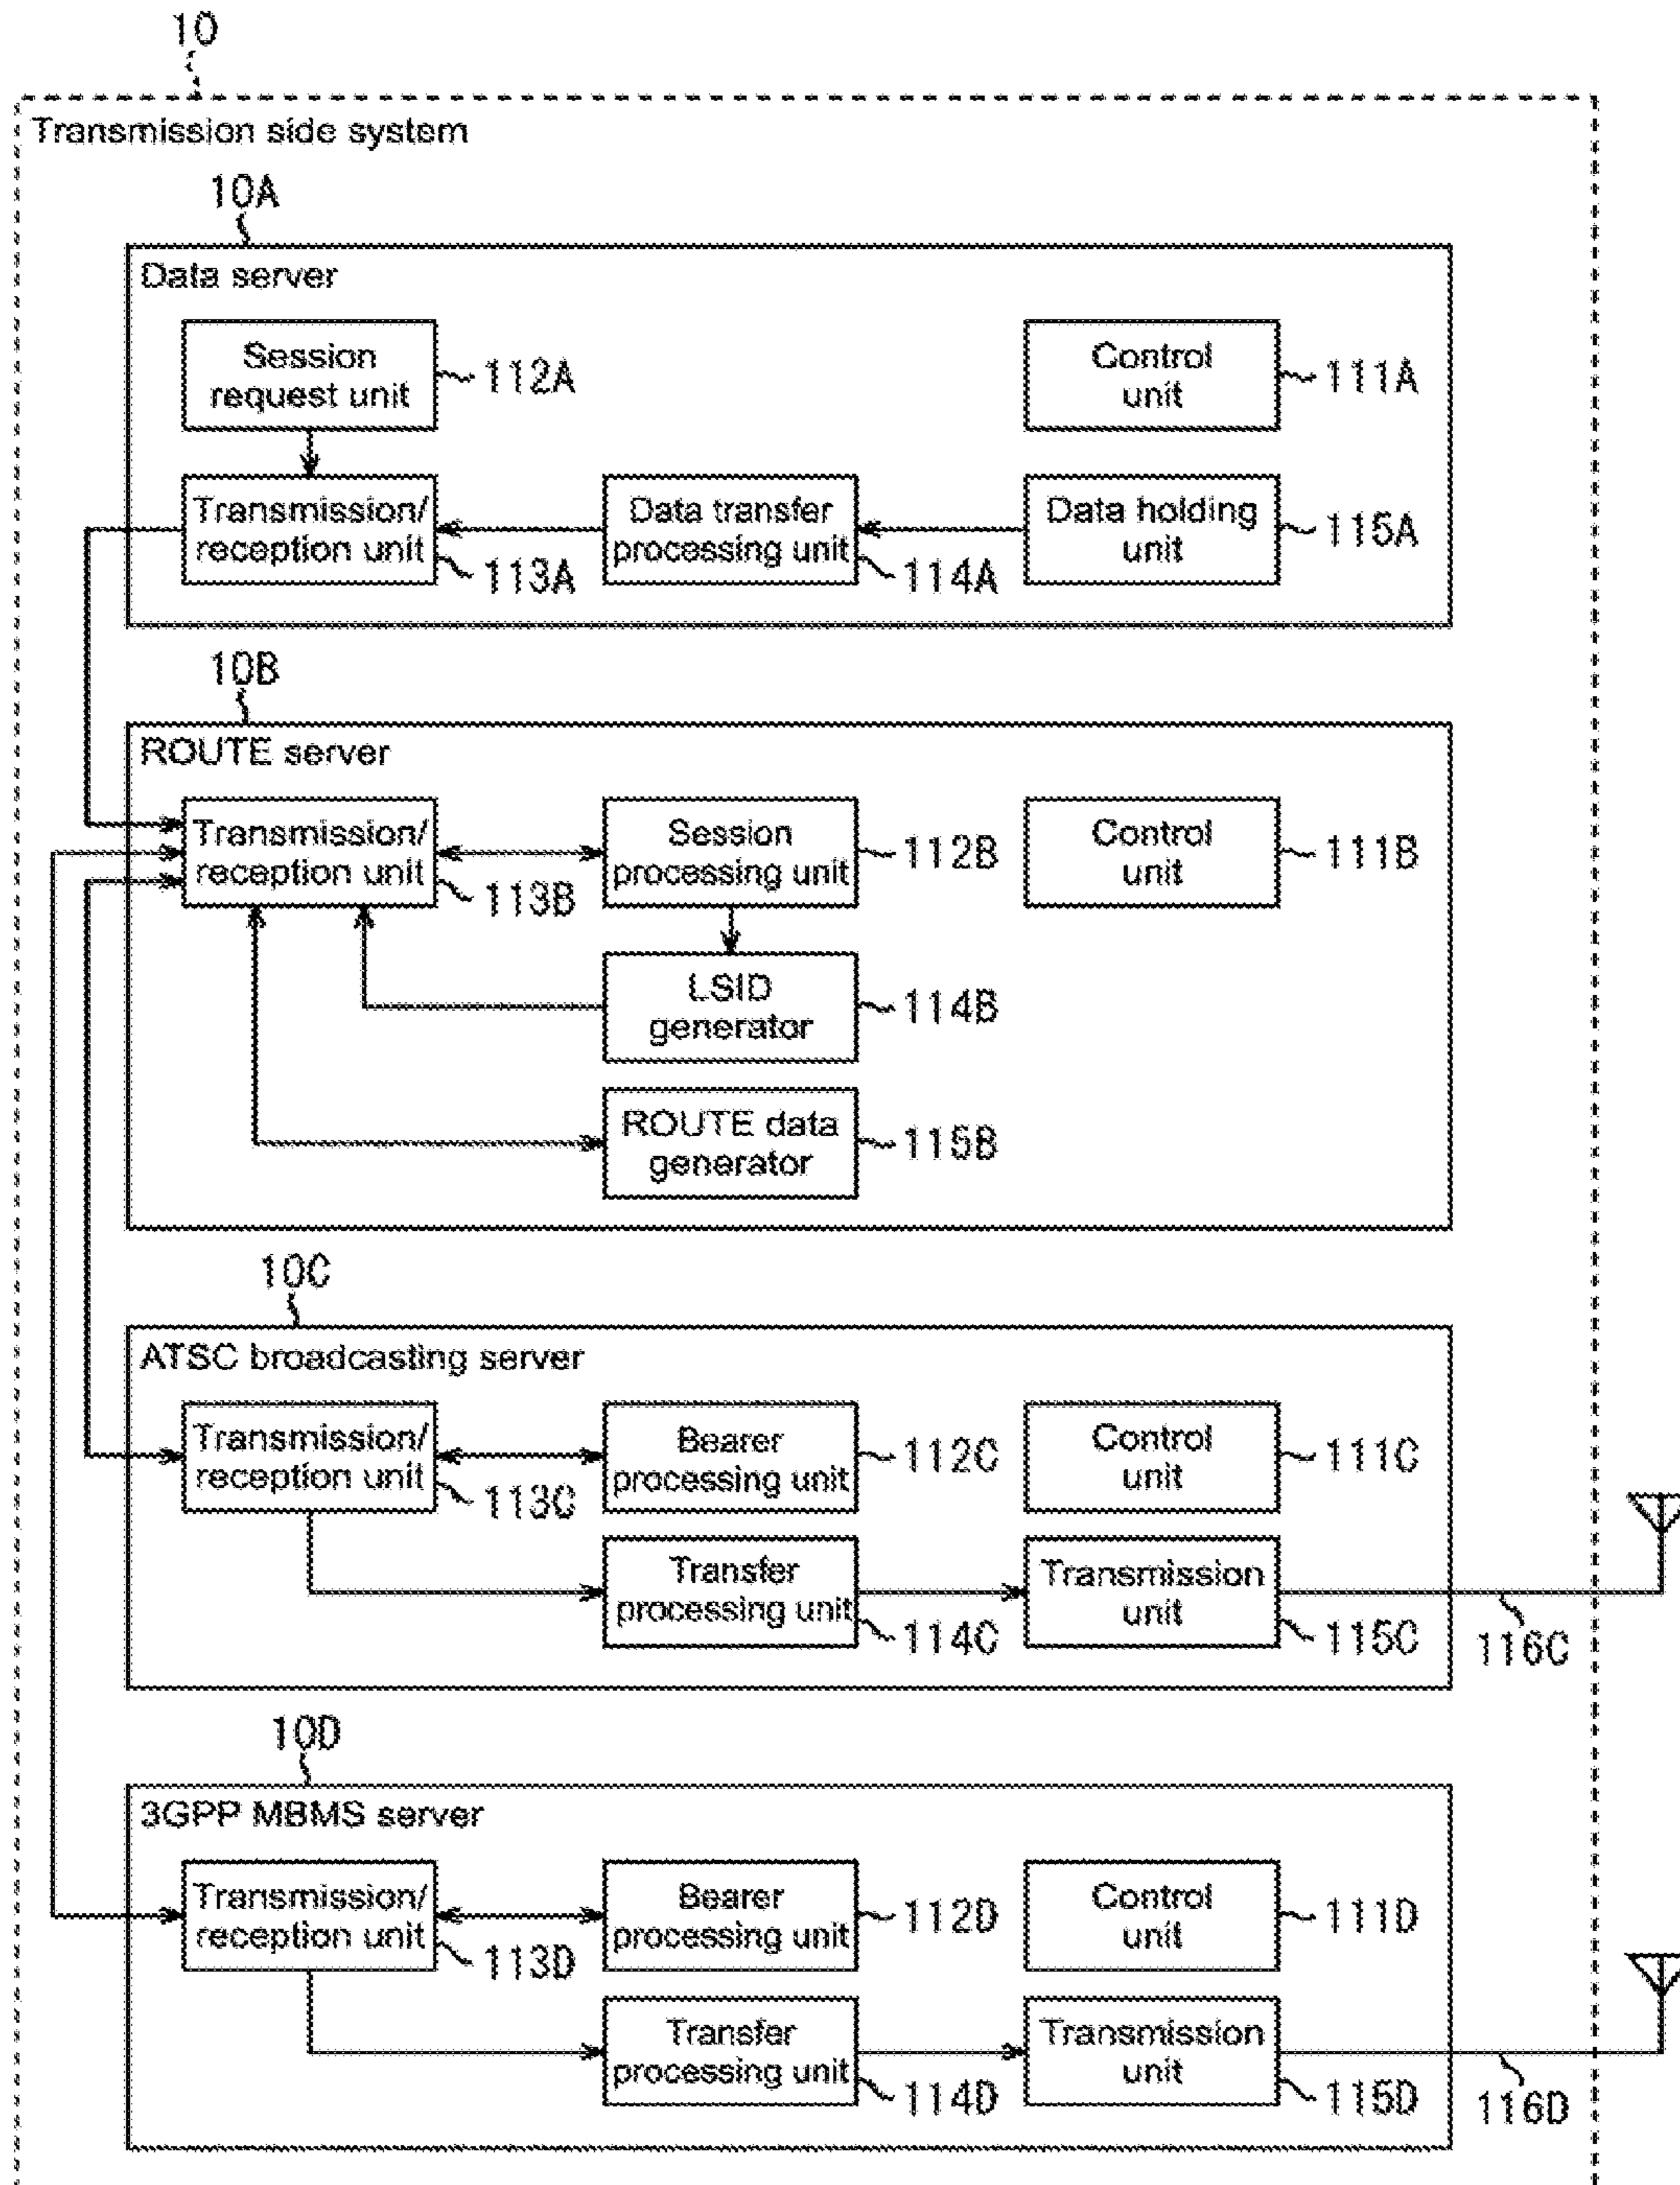 10
Transmission side system
10A
Data server
Session
request unit
112A
Control
unit
111A
Transmission/
reception unit
113A
Data transfer
processing unit
114A
Data holding
unit
115A
10B
ROUTE server
Transmission/
reception unit
113B
Session
processing unit
112B
Control
unit
111B
LSID
generator
114B
ROUTE data
generator
115B
10C
ATSC broadcasting server
Transmission/
reception unit
113C
Bearer
processing unit
112C
Control
unit
111C
Transfer
processing unit
114C
Transmission
unit
115C
116C
10D
3GPP MBMS server
Transmission/
reception unit
113D
Bearer
processing unit
112D
Control
unit
111D
Transfer
processing unit
114D
Transmission
unit
115D
116D